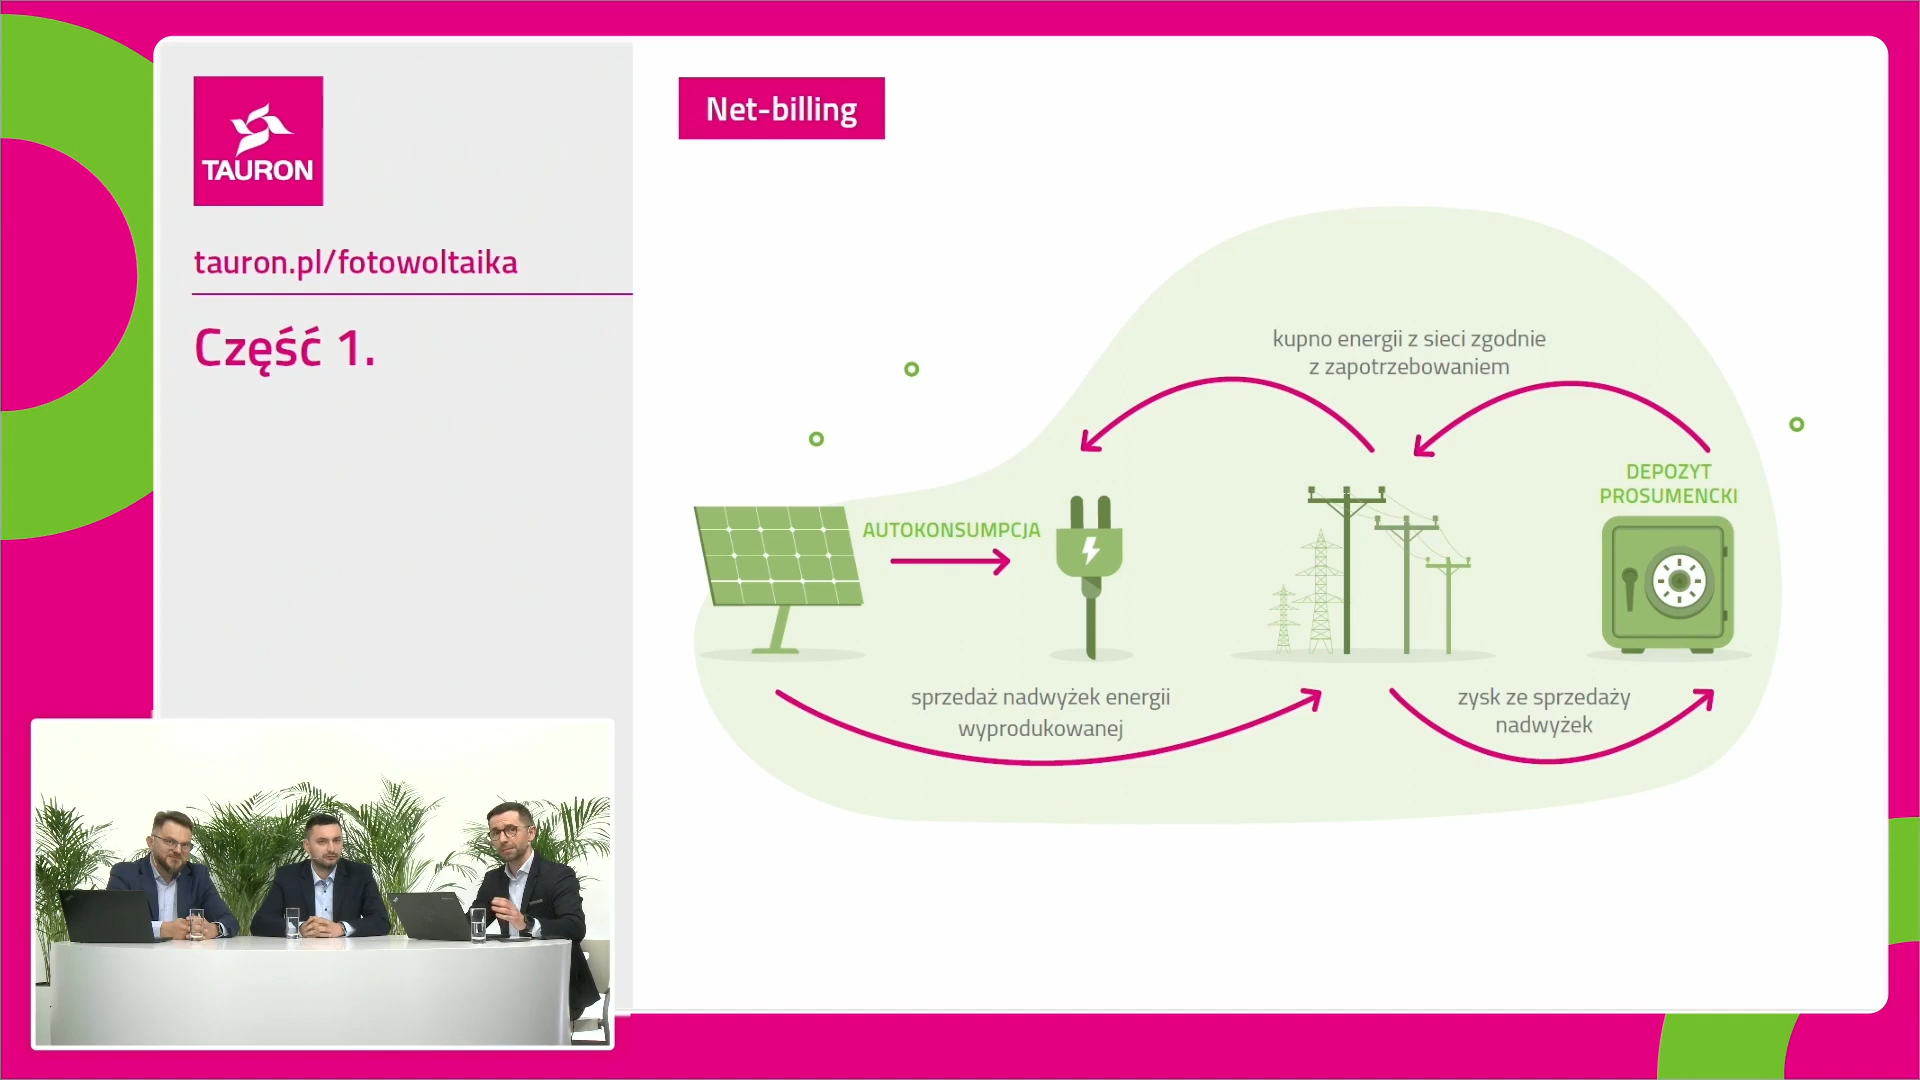 TAURON
tauron.pl/fotowoltaika
Część 1.
Net-billing
kupno energii z sieci zgodnie
z zapotrzebowaniem
DEPOZYT
PROSUMENCKI
AUTOKONSUMPCJA
sprzedaż nadwyżek energii
wyprodukowanej
zysk ze sprzedaży
nadwyżek